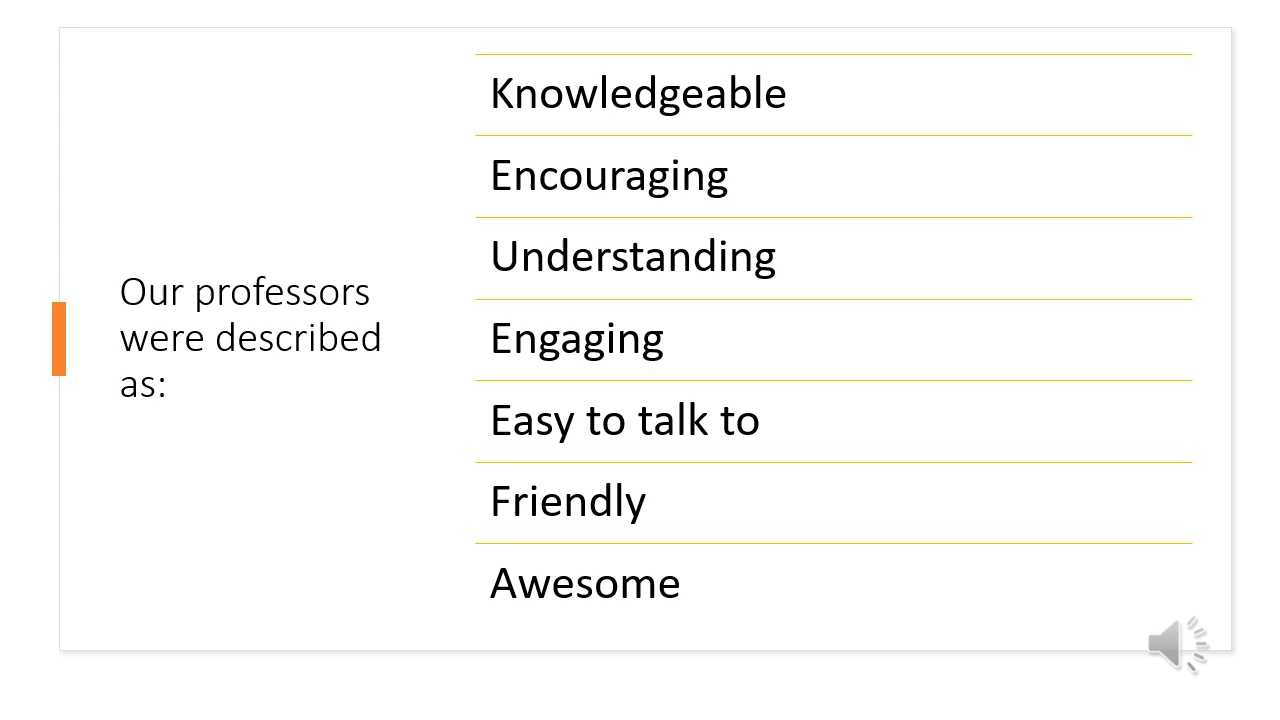 Our professors
were described
as:
Knowledgeable
Encouraging
Understanding
Engaging
Easy to talk to
Friendly
Awesome